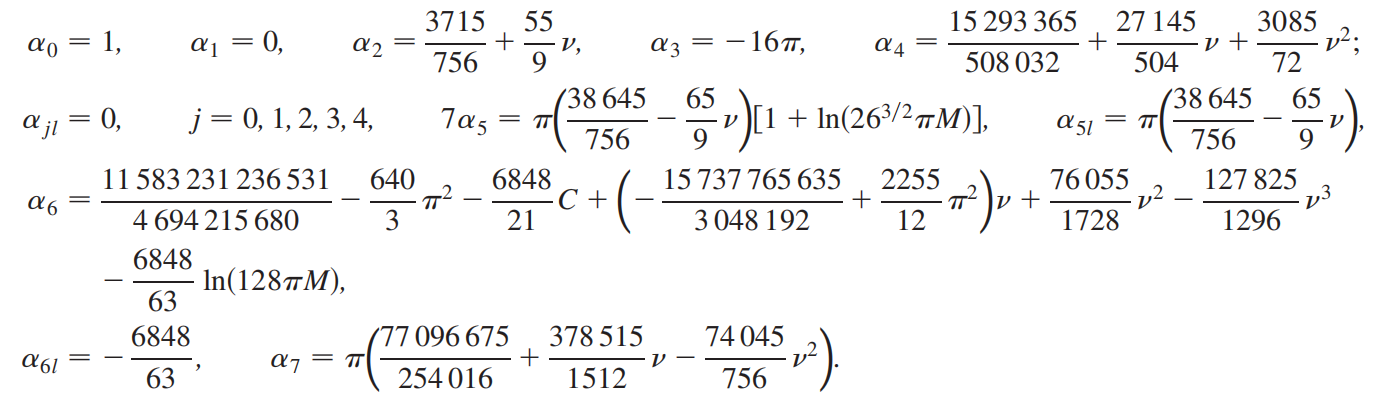 α₀ = 1, α₁ = 0, α₂ = 3715/756 + 55/9 ν, α₃ = −16π, α₄ = 15 293 365/508 032 + 27 145/504 ν + 3085/72 ν²;
α_{jl} = 0, j = 0, 1, 2, 3, 4, 7α₅ = π(38 645/756 − 65/9 ν)[1 + ln(26^{3/2}πM)], α_{5l} = π(38 645/756 − 65/9 ν),
α₆ = 11 583 231 236 531/4 694 215 680 − 640/3 π² − 6848/21 C + (−15 737 765 635/3 048 192 + 2255/12 π²)ν + 76 055/1728 ν² − 127 825/1296 ν³
− 6848/63 ln(128πM),
α_{6l} = −6848/63, α₇ = π(77 096 675/254 016 + 378 515/1512 ν − 74 045/756 ν²).